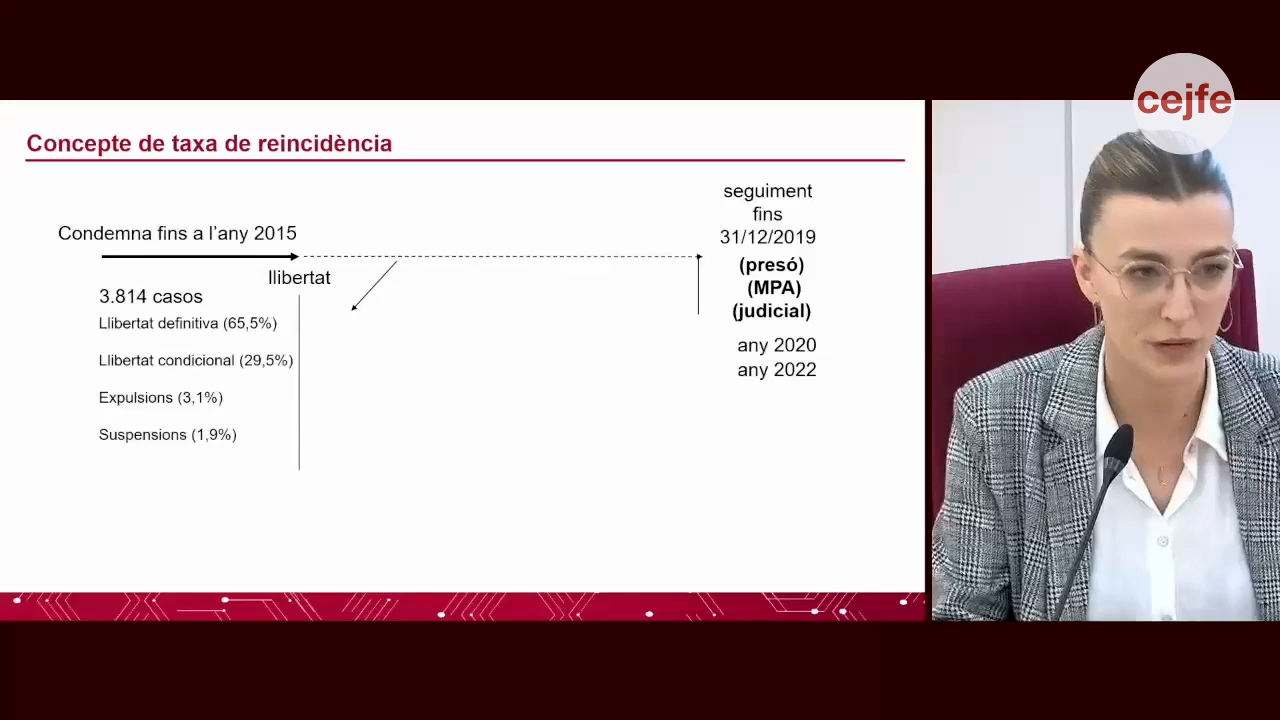 cejfe
Concepte de taxa de reincidència
Condemna fins a l'any 2015
llibertat
3.814 casos
Llibertat definitiva (65,5%)
Llibertat condicional (29,5%)
Expulsions (3,1%)
Suspensions (1,9%)
seguiment
fins
31/12/2019
(presó)
(MPA)
(judicial)
any 2020
any 2022